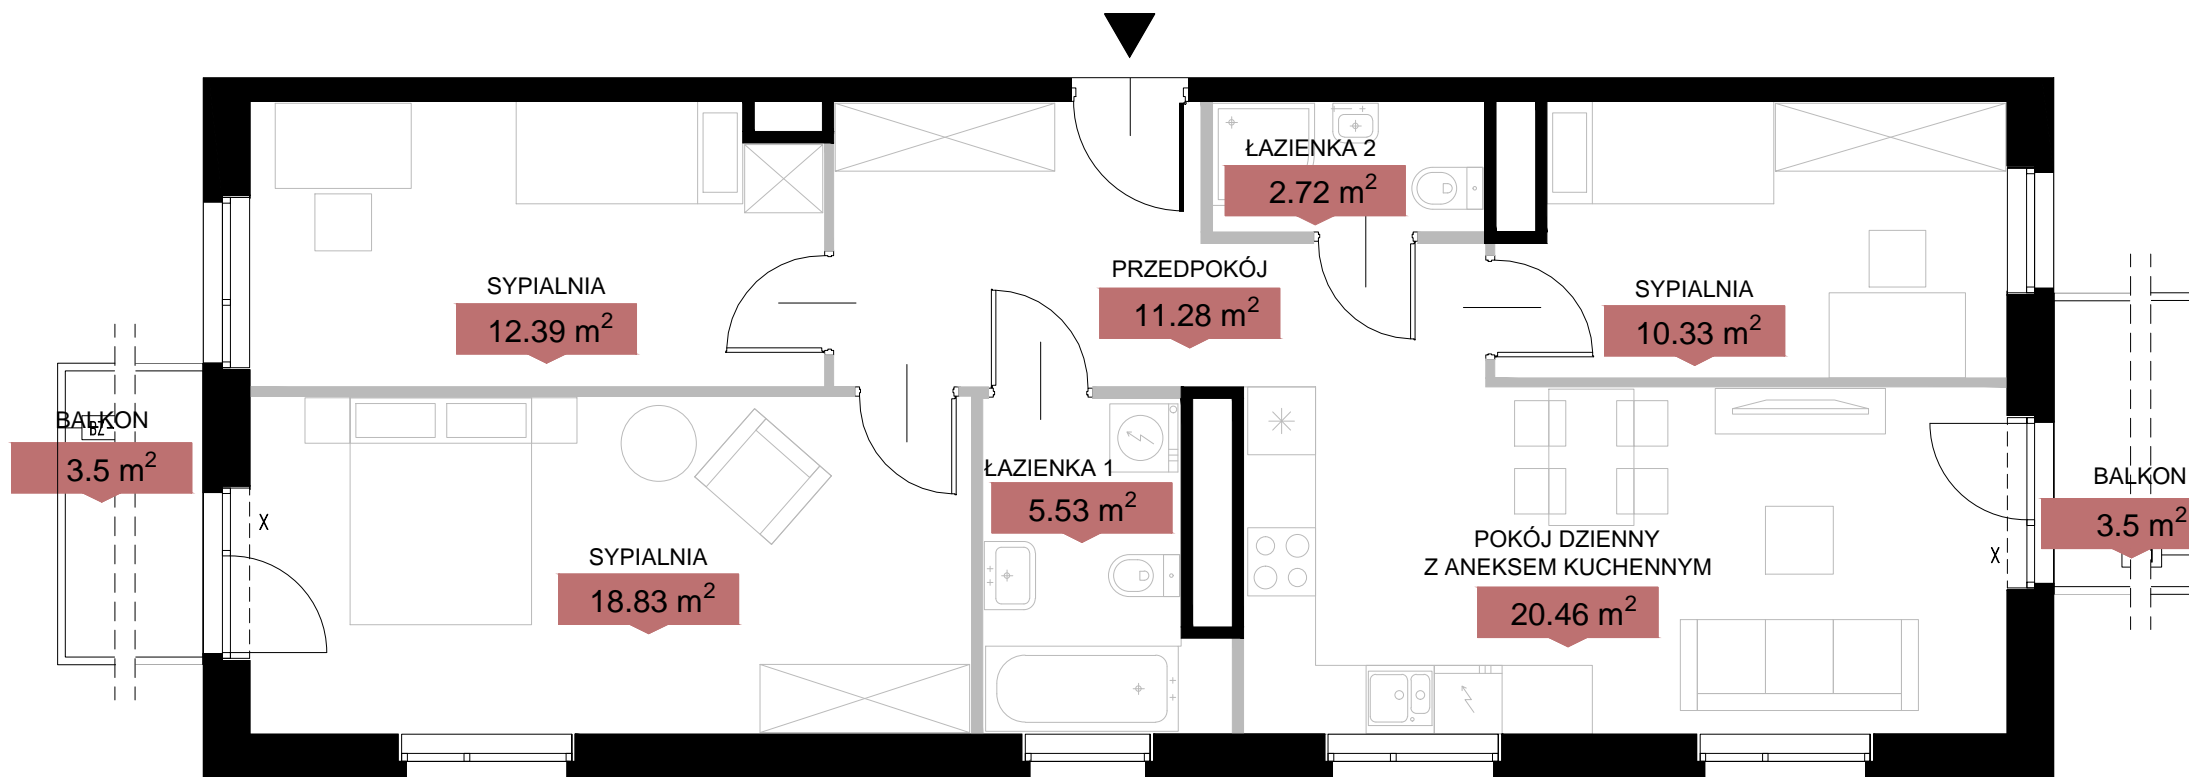 ŁAZIENKA 2
2.72 m²
SYPIALNIA
12.39 m²
PRZEDPOKÓJ
11.28 m²
SYPIALNIA
10.33 m²
BALKON
BZ
3.5 m²
ŁAZIENKA 1
5.53 m²
X
SYPIALNIA
18.83 m²
POKÓJ DZIENNY
Z ANEKSEM KUCHENNYM
20.46 m²
X
BALKON
3.5 m²